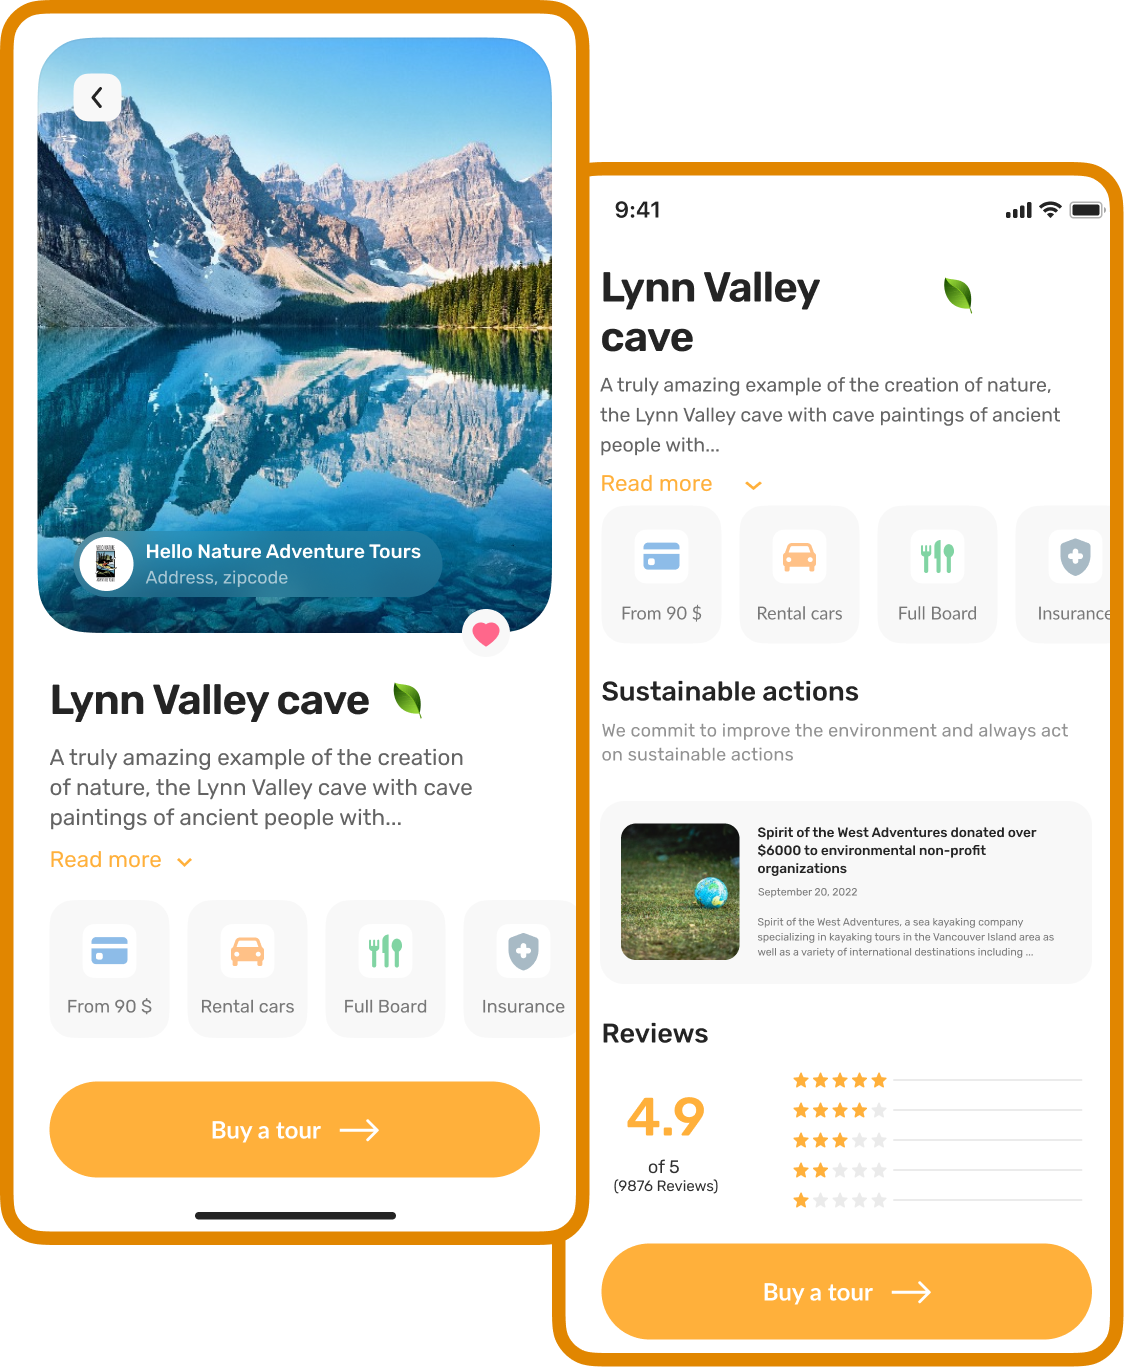 Hello Nature Adventure Tours
Address, zipcode
Lynn Valley cave
A truly amazing example of the creation
of nature, the Lynn Valley cave with cave
paintings of ancient people with...
Read more
From 90 $
Rental cars
Full Board
Insurance
Buy a tour
9:41
Lynn Valley
cave
A truly amazing example of the creation of nature,
the Lynn Valley cave with cave paintings of ancient
people with...
Read more
From 90 $
Rental cars
Full Board
Insurance
Sustainable actions
We commit to improve the environment and always act
on sustainable actions
Spirit of the West Adventures donated over
$6000 to environmental non-profit
organizations
September 20, 2022
Spirit of the West Adventures, a sea kayaking company
specializing in kayaking tours in the Vancouver Island area as
well as a variety of international destinations including ...
Reviews
4.9
of 5
(9876 Reviews)
Buy a tour